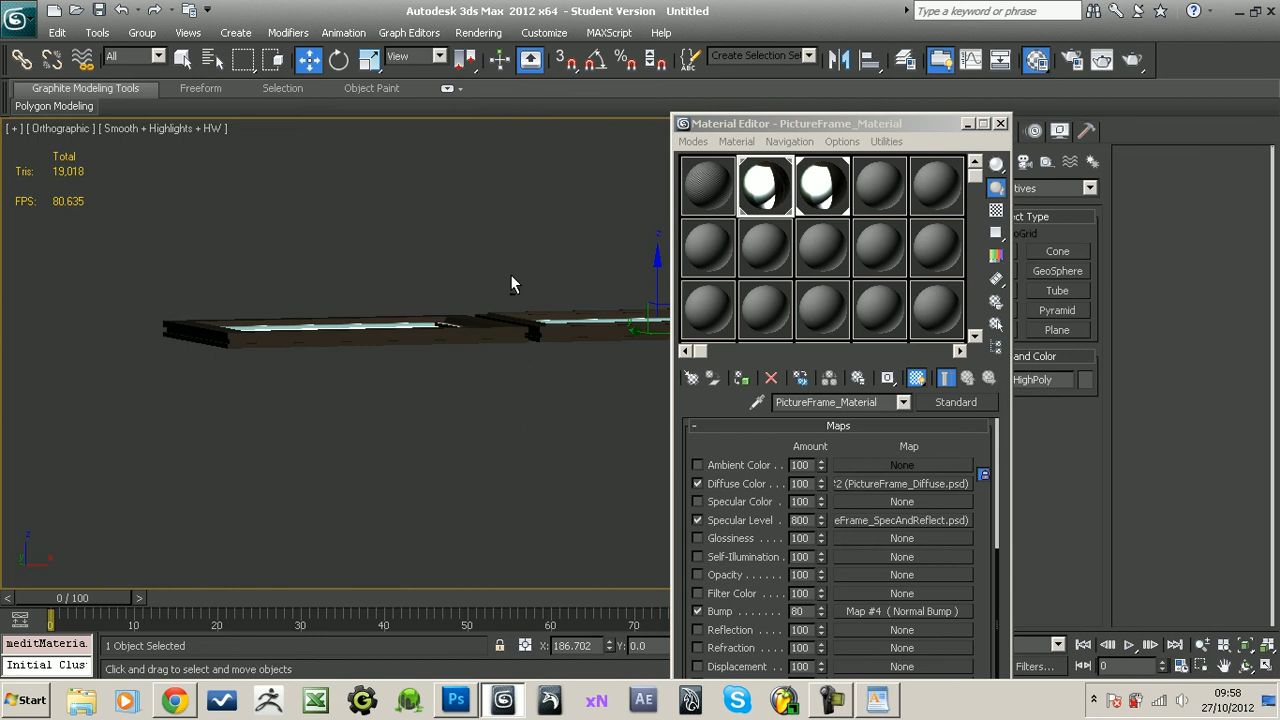 Autodesk 3ds Max 2012 x64 - Student Version Untitled
Type a keyword or phrase
Edit Tools Group Views Create Modifiers Animation Graph Editors Rendering Customize MAXScript Help
All View 3 Create Selection Se
Graphite Modeling Tools Freeform Selection Object Paint
Polygon Modeling
[ + ] [ Orthographic ] [ Smooth + Highlights + HW ]
Total
Tris: 19,018
FPS: 80.635
Material Editor - PictureFrame_Material
Modes Material Navigation Options Utilities
PictureFrame_Material Standard
- Maps
Amount Map
Ambient Color . . 100 None
Diffuse Color . . . 100 '2 (PictureFrame_Diffuse.psd)
Specular Color . . 100 None
Specular Level . . 800 eFrame_SpecAndReflect.psd)
Glossiness . . . . 100 None
Self-Illumination . 100 None
Opacity . . . . . . 100 None
Filter Color . . . . 100 None
Bump . . . . . . . 80 Map #4 ( Normal Bump )
Reflection . . . . . 100 None
Refraction . . . . 100 None
Displacement . . . 100 None
tives
ject Type
oGrid
Cone
GeoSphere
Tube
Pyramid
Plane
and Color
HighPoly
z
z
y x
0 / 100
0 10 20 30 40 50 60 70
meditMateria
Initial Clus
1 Object Selected X: 186.702 Y: 0.0
Click and drag to select and move objects
Filters... 0
Start Ps xN AE
09:58
27/10/2012